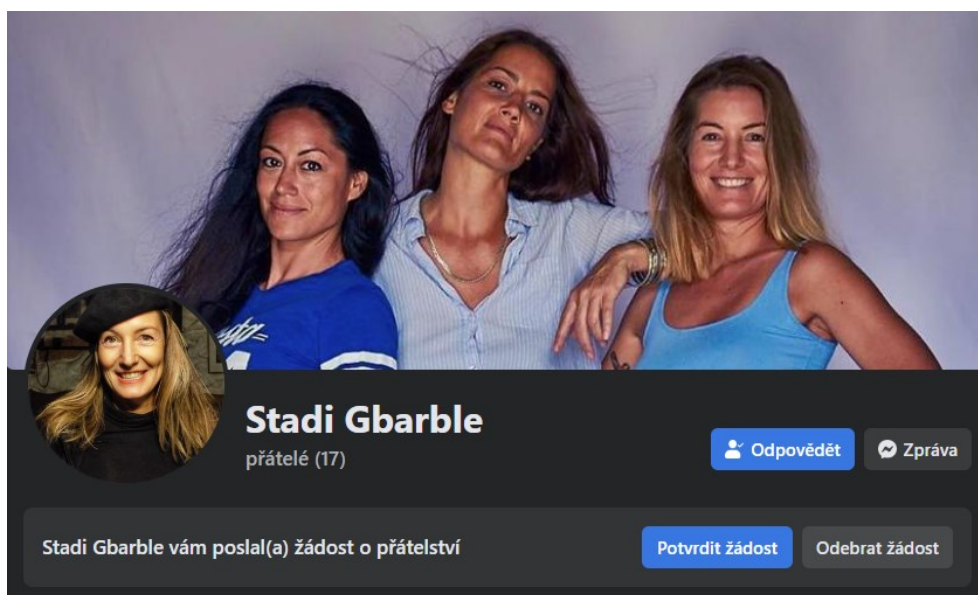 Stadi Gbarble
přátelé (17)
Odpovědět
Zpráva
Stadi Gbarble vám poslal(a) žádost o přátelství
Potvrdit žádost
Odebrat žádost